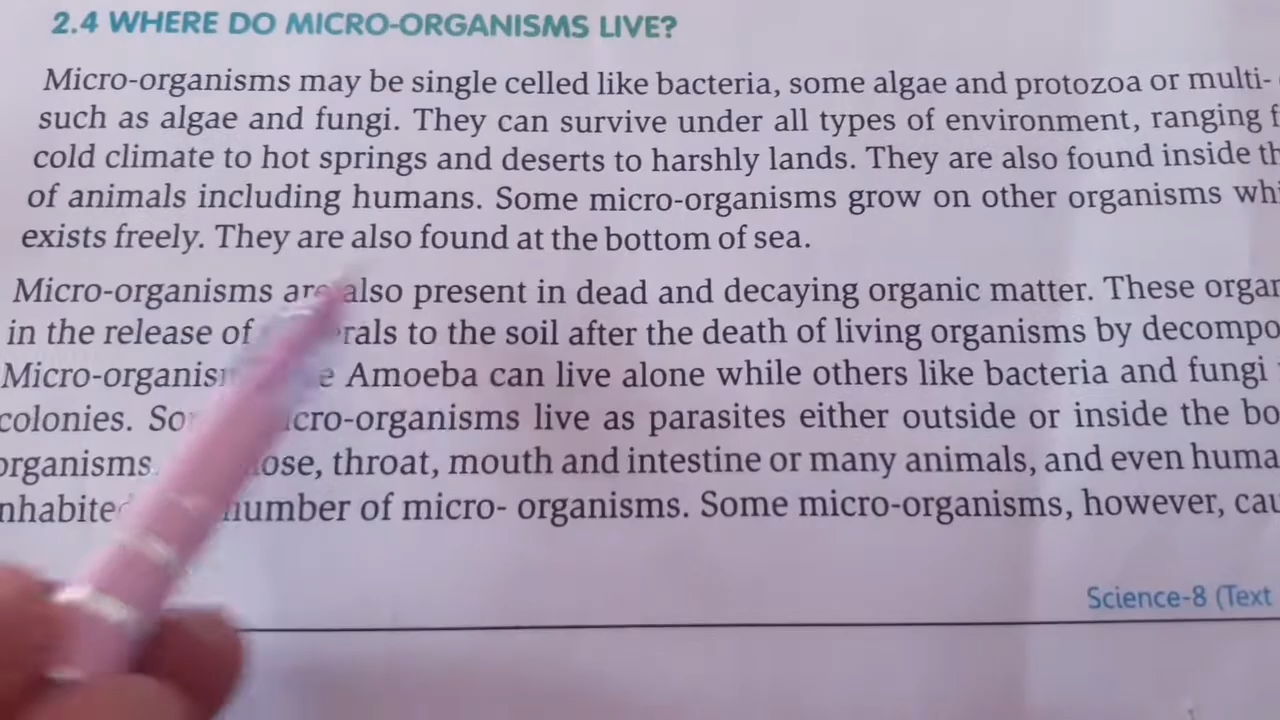 2.4 WHERE DO MICRO-ORGANISMS LIVE?
Micro-organisms may be single celled like bacteria, some algae and protozoa or multi-
such as algae and fungi. They can survive under all types of environment, ranging
cold climate to hot springs and deserts to harshly lands. They are also found inside
of animals including humans. Some micro-organisms grow on other organisms
exists freely. They are also found at the bottom of sea.
Micro-organisms are also present in dead and decaying organic matter. These
in the release of to the soil after the death of living organisms by
Amoeba can live alone while others like bacteria and fungi
colonies. micro-organisms live as parasites either outside or inside the
organisms. throat, mouth and intestine or many animals, and even
number of micro- organisms. Some micro-organisms, however,
Science-8 (Text